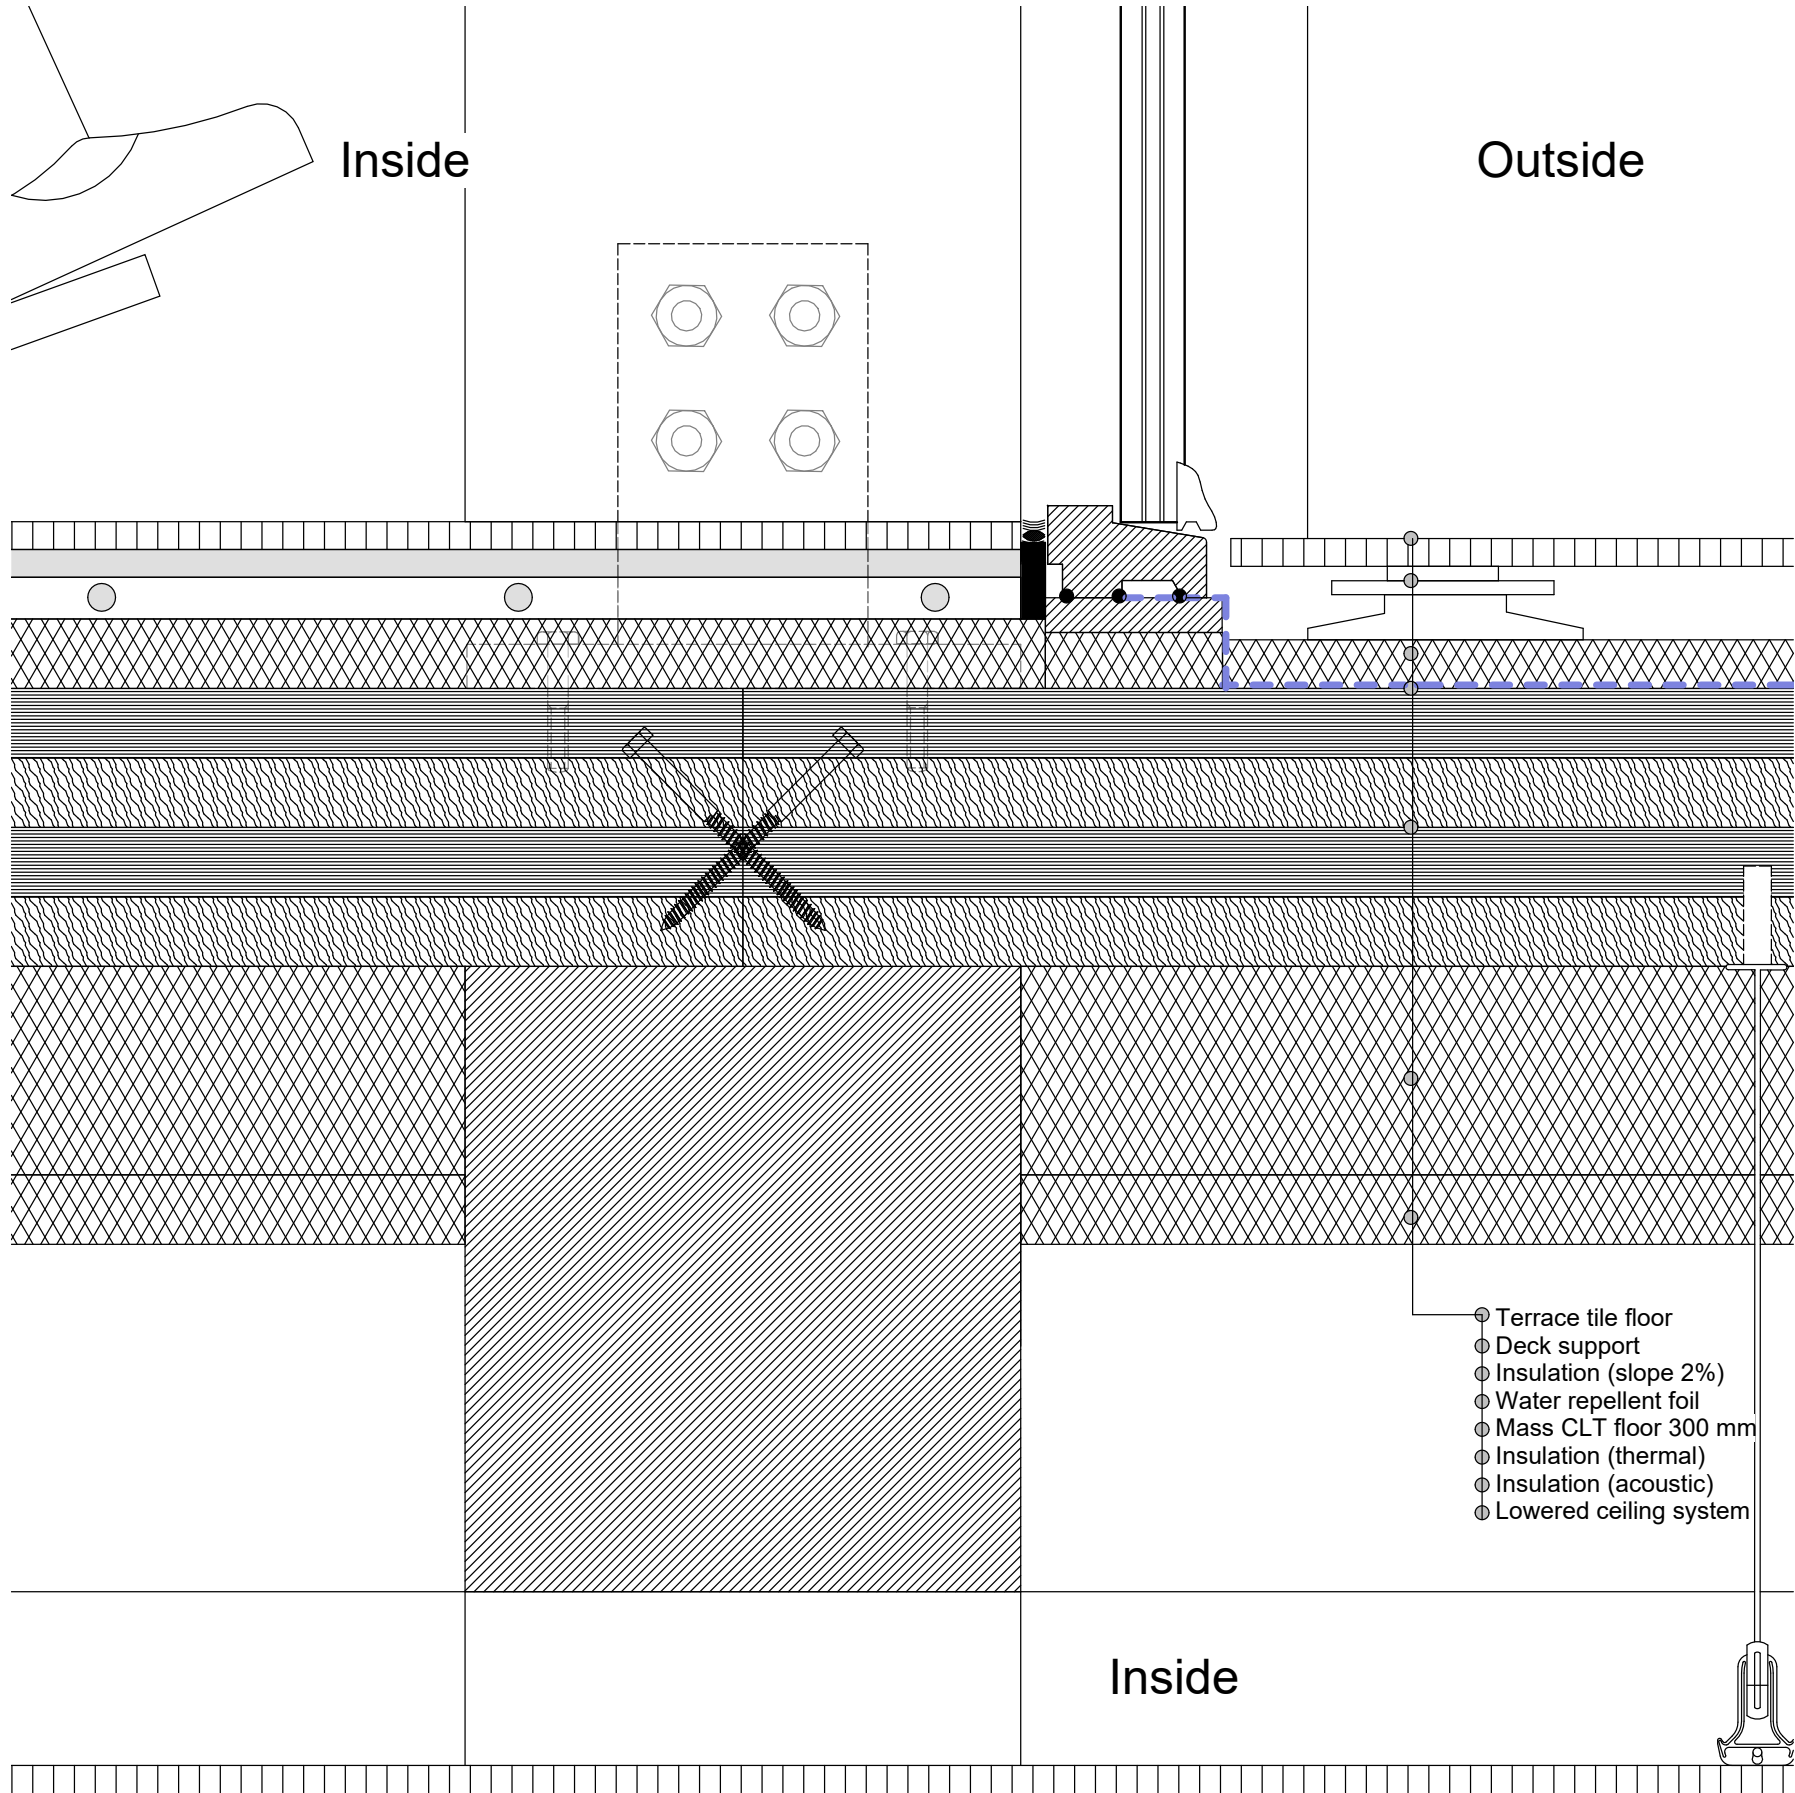 Inside
Outside
Terrace tile floor
Deck support
Insulation (slope 2%)
Water repellent foil
Mass CLT floor 300 mm
Insulation (thermal)
Insulation (acoustic)
Lowered ceiling system
Inside